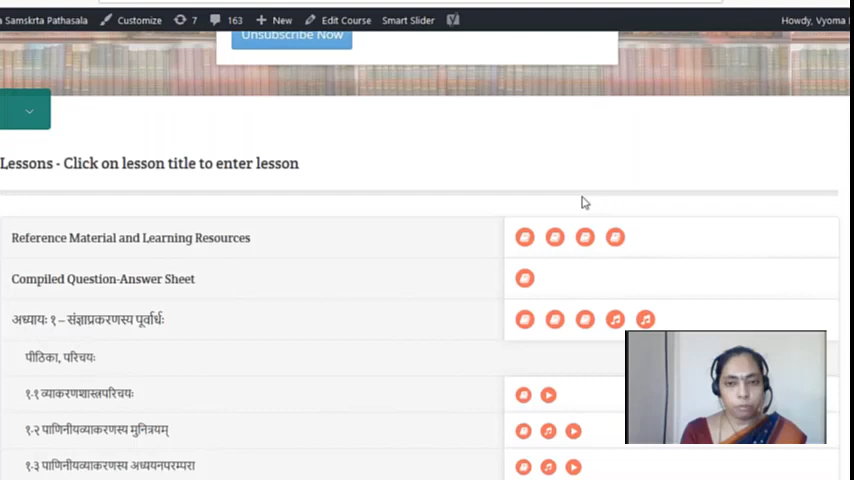 a Samskrta Pathasala Customize 7 163 New Edit Course Smart Slider Howdy, Vyoma
Unsubscribe Now
Lessons - Click on lesson title to enter lesson
Reference Material and Learning Resources
Compiled Question-Answer Sheet
अध्यायः १ – संज्ञाप्रकरणस्य पूर्वार्धः
पीठिका, परिचयः
१-१ व्याकरणशास्त्रपरिचयः
१-२ पाणिनीयव्याकरणस्य मुनित्रयम्
१-३ पाणिनीयव्याकरणस्य अध्ययनपरम्परा